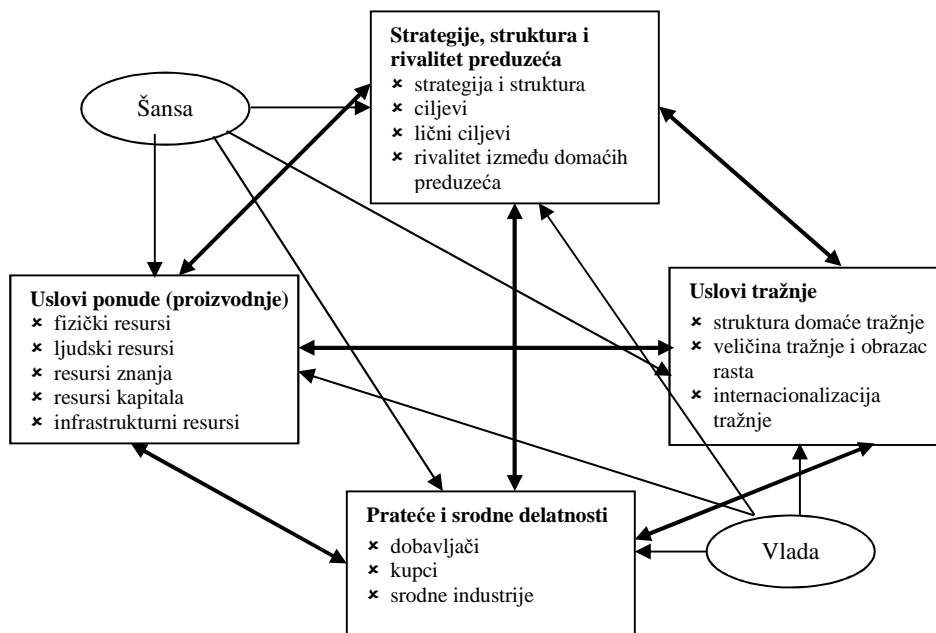 Strategije, struktura i
rivalitet preduzeća
× strategija i struktura
× ciljevi
× lični ciljevi
× rivalitet između domaćih
preduzeća
Šansa
Uslovi ponude (proizvodnje)
× fizički resursi
× ljudski resursi
× resursi znanja
× resursi kapitala
× infrastrukturni resursi
Uslovi tražnje
× struktura domaće tražnje
× veličina tražnje i obrazac
rasta
× internacionalizacija
tražnje
Prateće i srodne delatnosti
× dobavljači
× kupci
× srodne industrije
Vlada